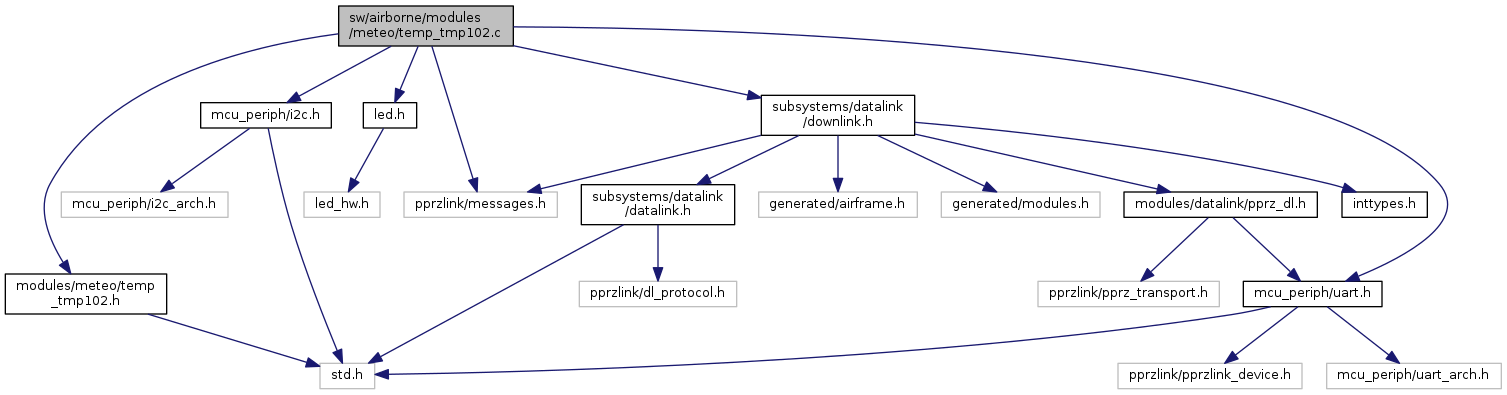 sw/airborne/modules
/meteo/temp_tmp102.c
mcu_periph/i2c.h
led.h
subsystems/datalink
/downlink.h
mcu_periph/i2c_arch.h
led_hw.h
pprzlink/messages.h
subsystems/datalink
/datalink.h
generated/airframe.h
generated/modules.h
modules/datalink/pprz_dl.h
inttypes.h
modules/meteo/temp
_tmp102.h
pprzlink/dl_protocol.h
pprzlink/pprz_transport.h
mcu_periph/uart.h
std.h
pprzlink/pprzlink_device.h
mcu_periph/uart_arch.h